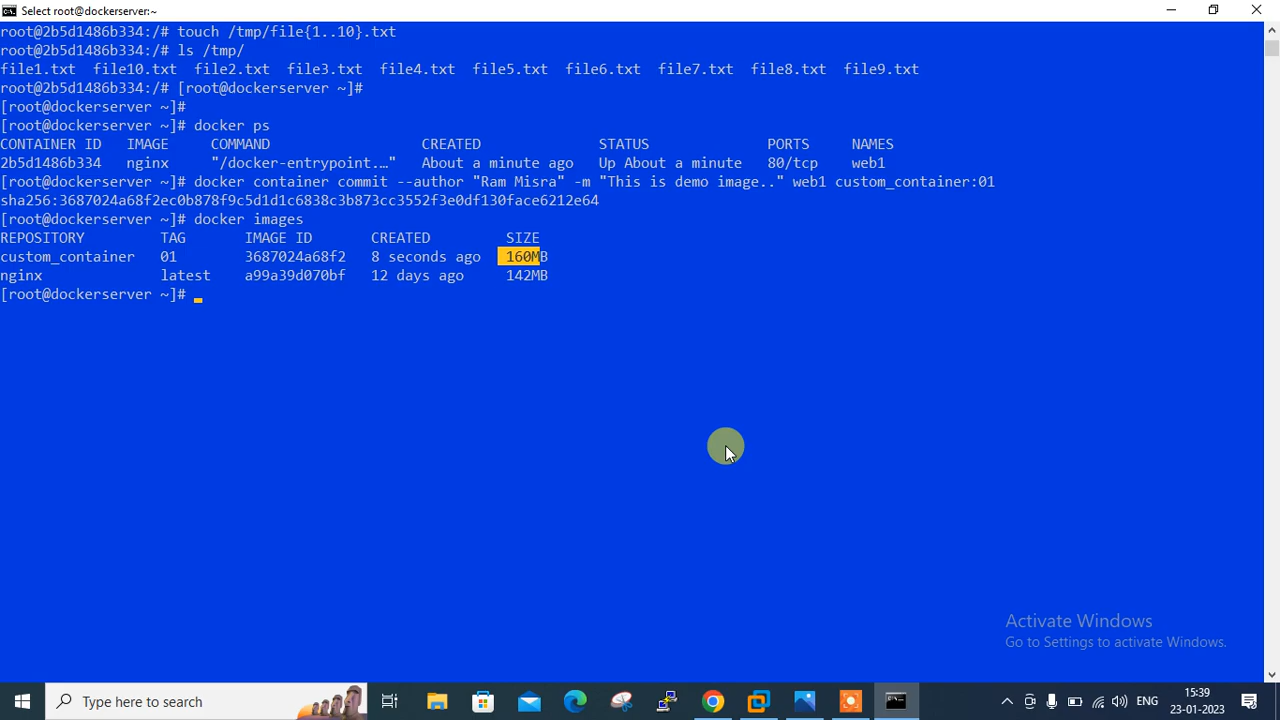 Select root@dockerserver:~
root@2b5d1486b334:/# touch /tmp/file{1..10}.txt
root@2b5d1486b334:/# ls /tmp/
file1.txt  file10.txt  file2.txt  file3.txt  file4.txt  file5.txt  file6.txt  file7.txt  file8.txt  file9.txt
root@2b5d1486b334:/# [root@dockerserver ~]#
[root@dockerserver ~]#
[root@dockerserver ~]# docker ps
CONTAINER ID   IMAGE     COMMAND                  CREATED              STATUS              PORTS     NAMES
2b5d1486b334   nginx     "/docker-entrypoint.…"   About a minute ago   Up About a minute   80/tcp    web1
[root@dockerserver ~]# docker container commit --author "Ram Misra" -m "This is demo image.." web1 custom_container:01
sha256:3687024a68f2ec0b878f9c5d1d1c6838c3b873cc3552f3e0df130face6212e64
[root@dockerserver ~]# docker images
REPOSITORY         TAG       IMAGE ID       CREATED         SIZE
custom_container   01        3687024a68f2   8 seconds ago   160MB
nginx              latest    a99a39d070bf   12 days ago     142MB
[root@dockerserver ~]#
Activate Windows
Go to Settings to activate Windows.
Type here to search
ENG
15:39
23-01-2023